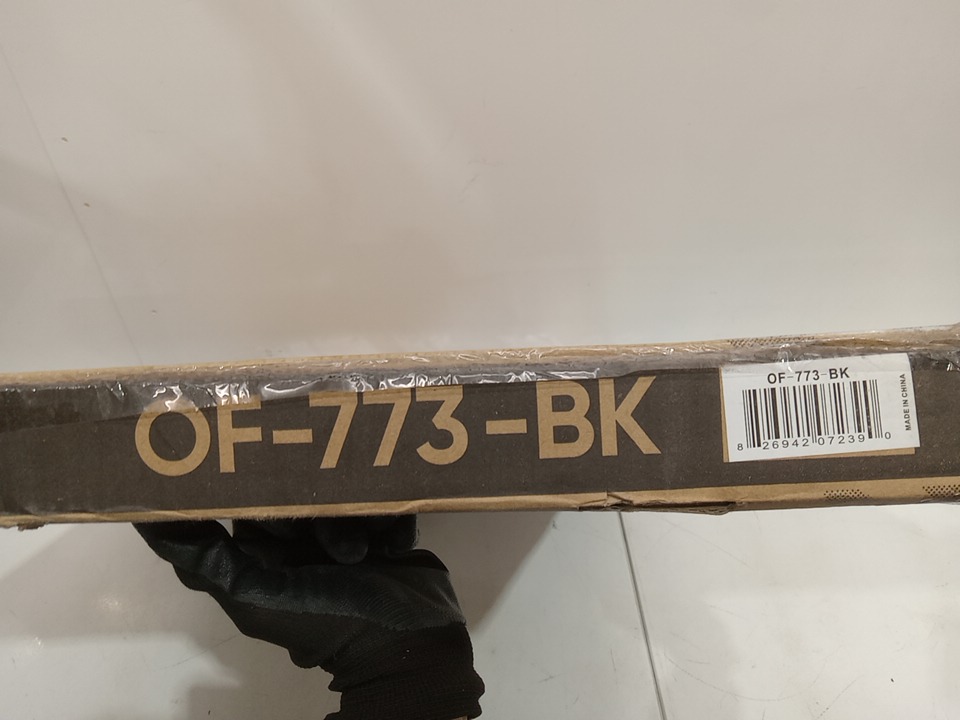 OF-773-BK
OF-773-BK
8 26942 07239 0
MADE IN CHINA